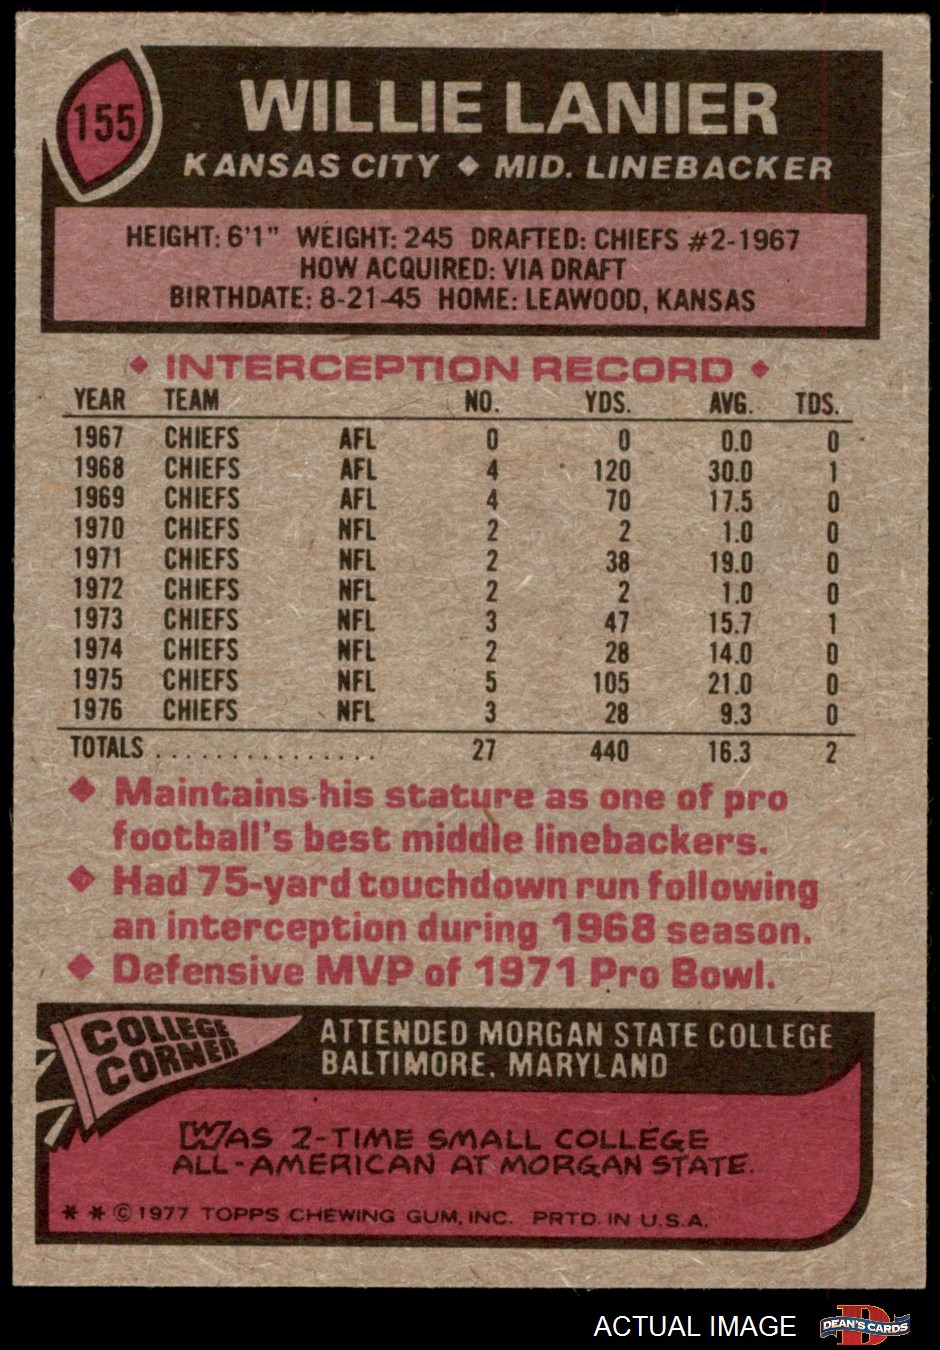 155
WILLIE LANIER
KANSAS CITY ◆ MID. LINEBACKER
HEIGHT: 6'1" WEIGHT: 245 DRAFTED: CHIEFS #2-1967
HOW ACQUIRED: VIA DRAFT
BIRTHDATE: 8-21-45 HOME: LEAWOOD, KANSAS
◆ INTERCEPTION RECORD ◆
YEAR TEAM NO. YDS. AVG. TDS.
1967 CHIEFS AFL 0 0 0.0 0
1968 CHIEFS AFL 4 120 30.0 1
1969 CHIEFS AFL 4 70 17.5 0
1970 CHIEFS NFL 2 2 1.0 0
1971 CHIEFS NFL 2 38 19.0 0
1972 CHIEFS NFL 2 2 1.0 0
1973 CHIEFS NFL 3 47 15.7 1
1974 CHIEFS NFL 2 28 14.0 0
1975 CHIEFS NFL 5 105 21.0 0
1976 CHIEFS NFL 3 28 9.3 0
TOTALS . . . . . . . . . . . . . . . . 27 440 16.3 2
◆ Maintains his stature as one of pro
football's best middle linebackers.
◆ Had 75-yard touchdown run following
an interception during 1968 season.
◆ Defensive MVP of 1971 Pro Bowl.
COLLEGE
CORNER
ATTENDED MORGAN STATE COLLEGE
BALTIMORE, MARYLAND
WAS 2-TIME SMALL COLLEGE
ALL-AMERICAN AT MORGAN STATE.
* * © 1977 TOPPS CHEWING GUM, INC. PRTD. IN U.S.A.
ACTUAL IMAGE
D
DEAN'S CARDS